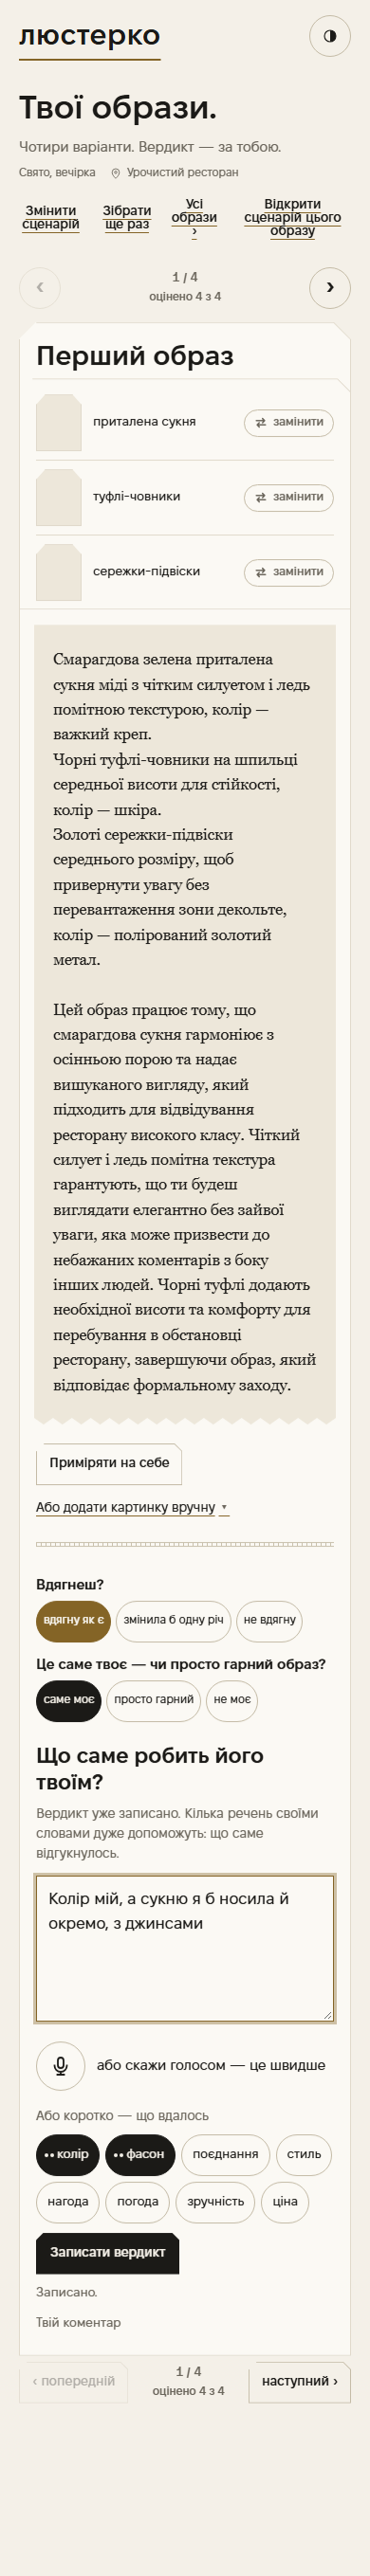 люстерко
Твої образи.
Чотири варіанти. Вердикт — за тобою.
Свято, вечірка Урочистий ресторан
Змінити
сценарій
Зібрати
ще раз
Усі
образи
›
Відкрити
сценарій цього
образу
‹
1 / 4
оцінено 4 з 4
›
Перший образ
приталена сукня
замінити
туфлі-човники
замінити
сережки-підвіски
замінити
Смарагдова зелена приталена
сукня міді з чітким силуетом і ледь
помітною текстурою, колір —
важкий креп.
Чорні туфлі-човники на шпильці
середньої висоти для стійкості,
колір — шкіра.
Золоті сережки-підвіски
середнього розміру, щоб
привернути увагу без
перевантаження зони декольте,
колір — полірований золотий
метал.
Цей образ працює тому, що
смарагдова сукня гармоніює з
осінньою порою та надає
вишуканого вигляду, який
підходить для відвідування
ресторану високого класу. Чіткий
силует і ледь помітна текстура
гарантують, що ти будеш
виглядати елегантно без зайвої
уваги, яка може призвести до
небажаних коментарів з боку
інших людей. Чорні туфлі додають
необхідної висоти та комфорту для
перебування в обстановці
ресторану, завершуючи образ, який
відповідає формальному заходу.
Приміряти на себе
Або додати картинку вручну
Вдягнеш?
вдягну як є
змінила б одну річ
не вдягну
Це саме твоє — чи просто гарний образ?
саме моє
просто гарний
не моє
Що саме робить його
твоїм?
Вердикт уже записано. Кілька речень своїми
словами дуже допоможуть: що саме
відгукнулось.
Колір мій, а сукню я б носила й
окремо, з джинсами
або скажи голосом — це швидше
Або коротко — що вдалось
колір
фасон
поєднання
стиль
нагода
погода
зручність
ціна
Записати вердикт
Записано.
Твій коментар
‹ попередній
1 / 4
оцінено 4 з 4
наступний ›